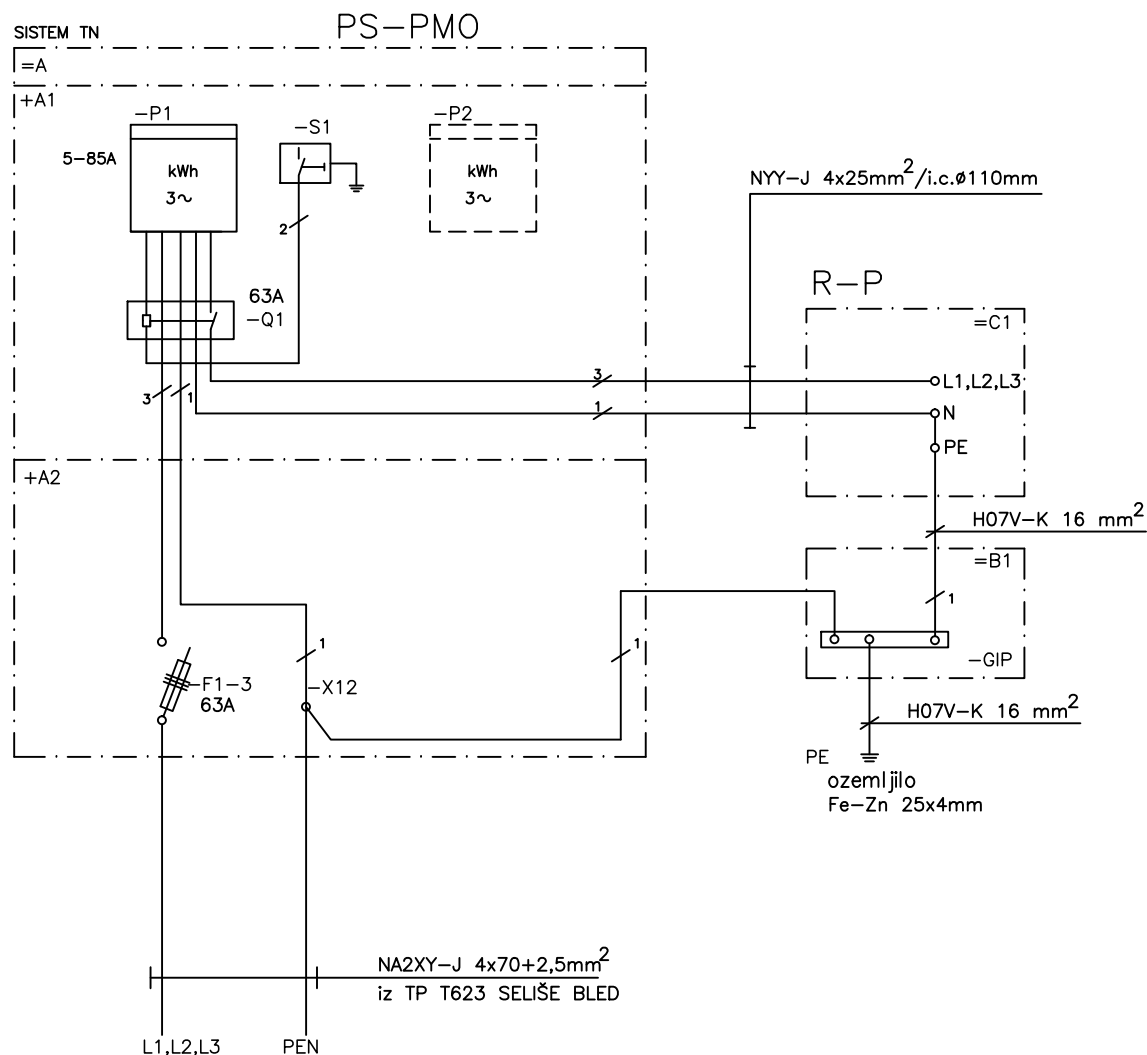 SISTEM TN
PS-PMO
=A
+A1
-P1
-S1
-P2
5-85A
kWh
3~
kWh
3~
2
NYY-J 4x25mm²/i.c.ø110mm
63A
-Q1
R-P
=C1
3
1
3
L1,L2,L3
1
N
PE
+A2
H07V-K 16 mm²
=B1
1
1
1
-GIP
-F1-3
63A
-X12
H07V-K 16 mm²
PE
ozemljilo
Fe-Zn 25x4mm
NA2XY-J 4x70+2,5mm²
iz TP T623 SELIŠE BLED
L1,L2,L3
PEN